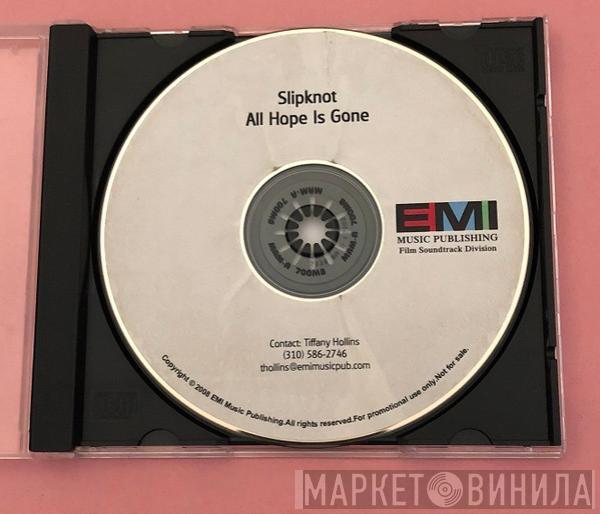 Slipknot
All Hope Is Gone
EMI
MUSIC PUBLISHING
Film Soundtrack Division
Contact: Tiffany Hollins
(310) 586-2746
thollins@emimusicpub.com
Copyright © 2008 EMI Music Publishing.All rights reserved.For promotional use only.Not for sale.
МАРКЕТ ВИНИЛА